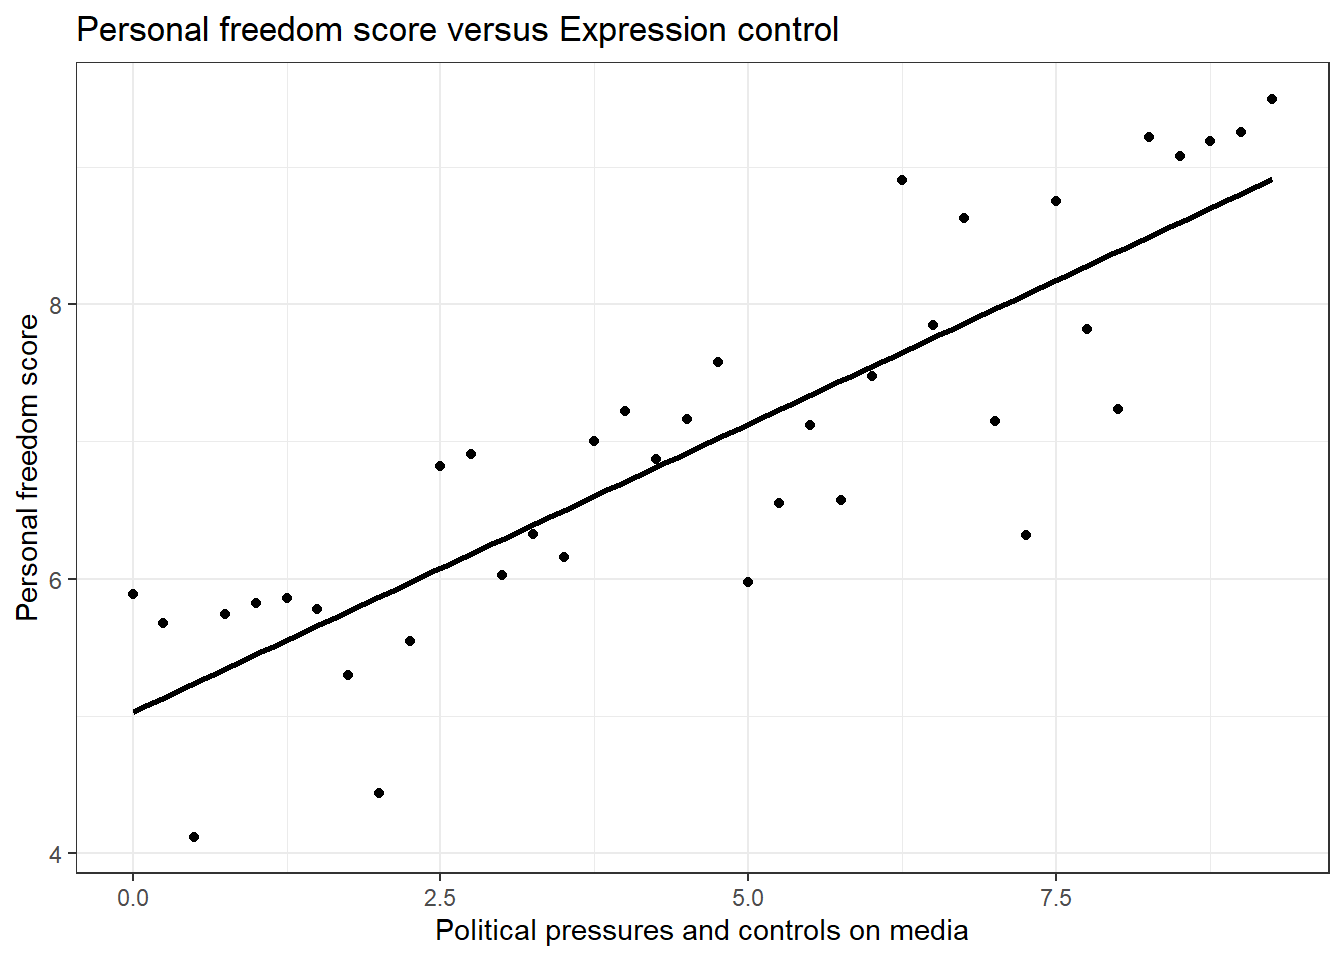 Personal freedom score versus Expression control
Personal freedom score
8
6
4
0.0 2.5 5.0 7.5
Political pressures and controls on media